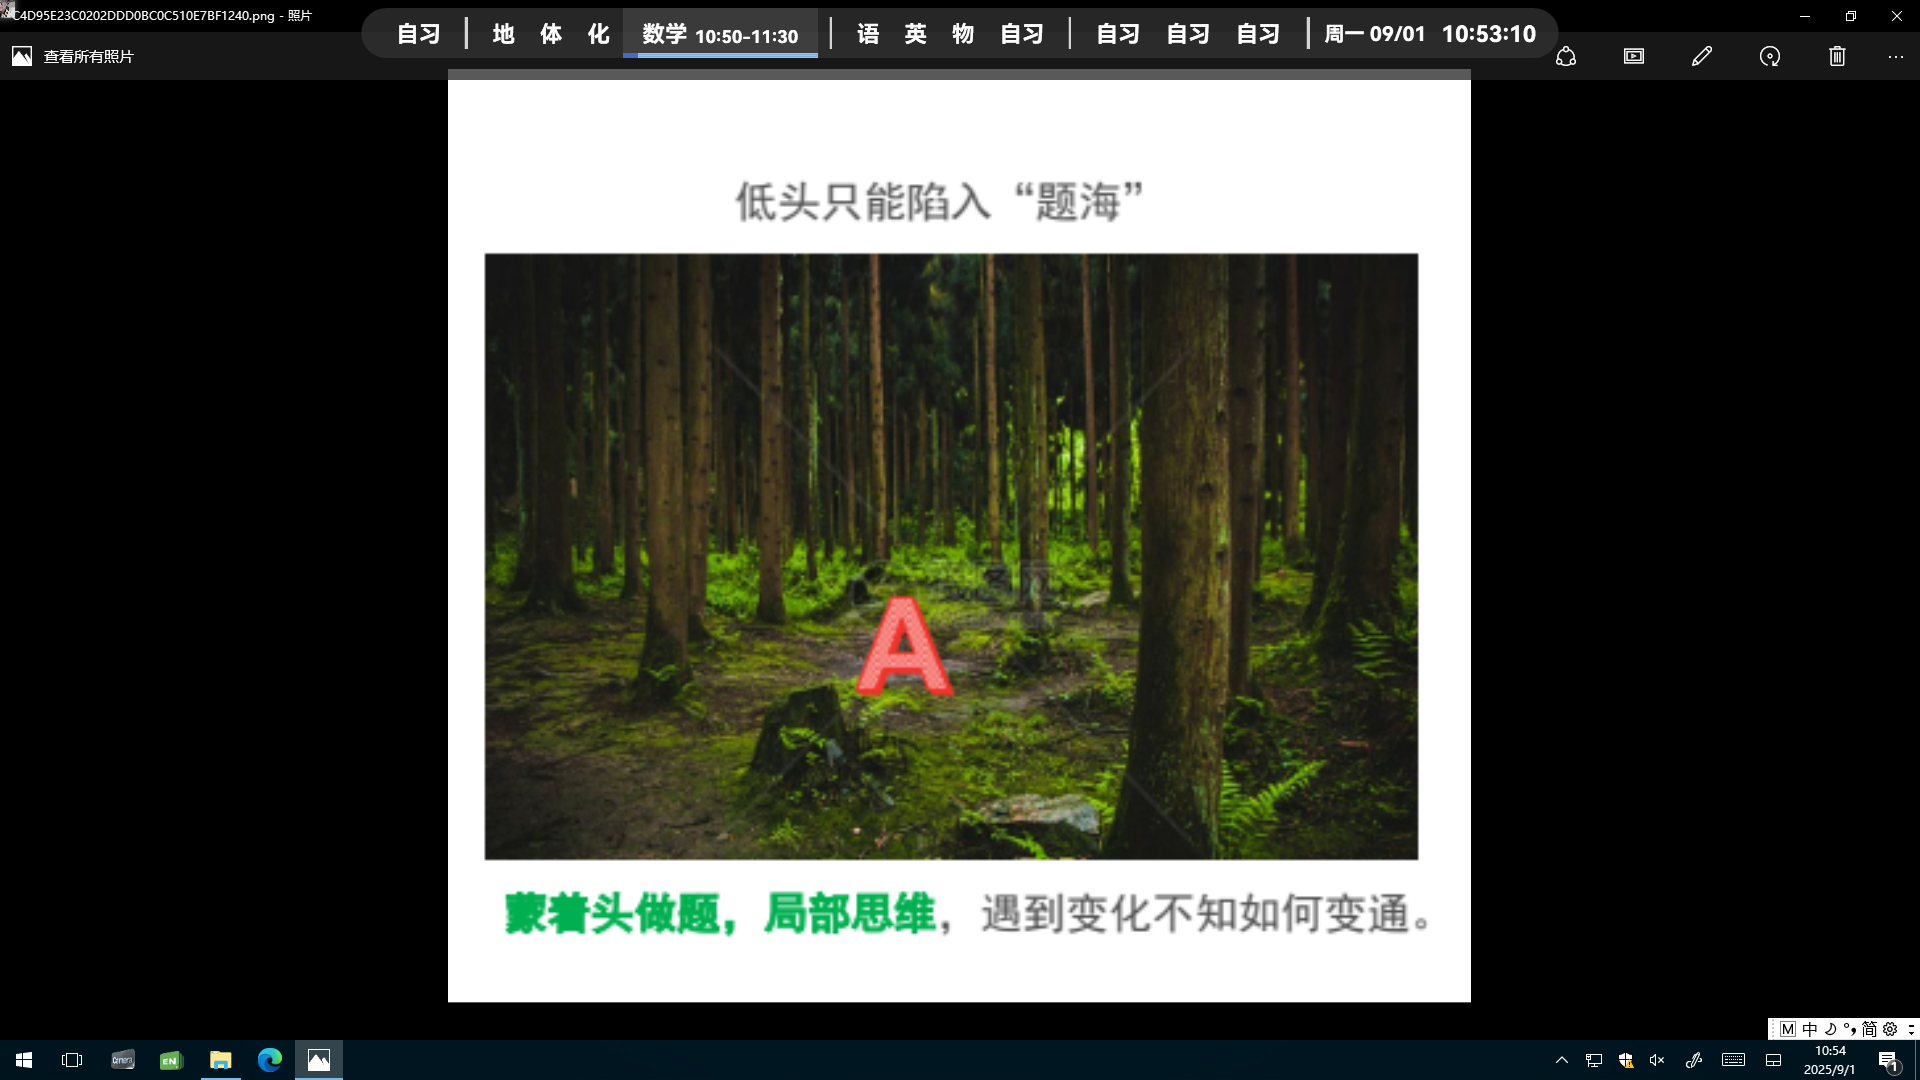 C4D95E23C0202DDD0BC0C510E7BF1240.png - 照片
自习 地 体 化 数学 10:50-11:30 语 英 物 自习 自习 自习 自习 周一 09/01 10:53:10
查看所有照片
低头只能陷入“题海”
A
蒙着头做题，局部思维，遇到变化不知如何变通。
M 中 简
Camera
EN
10:54
2025/9/1
1